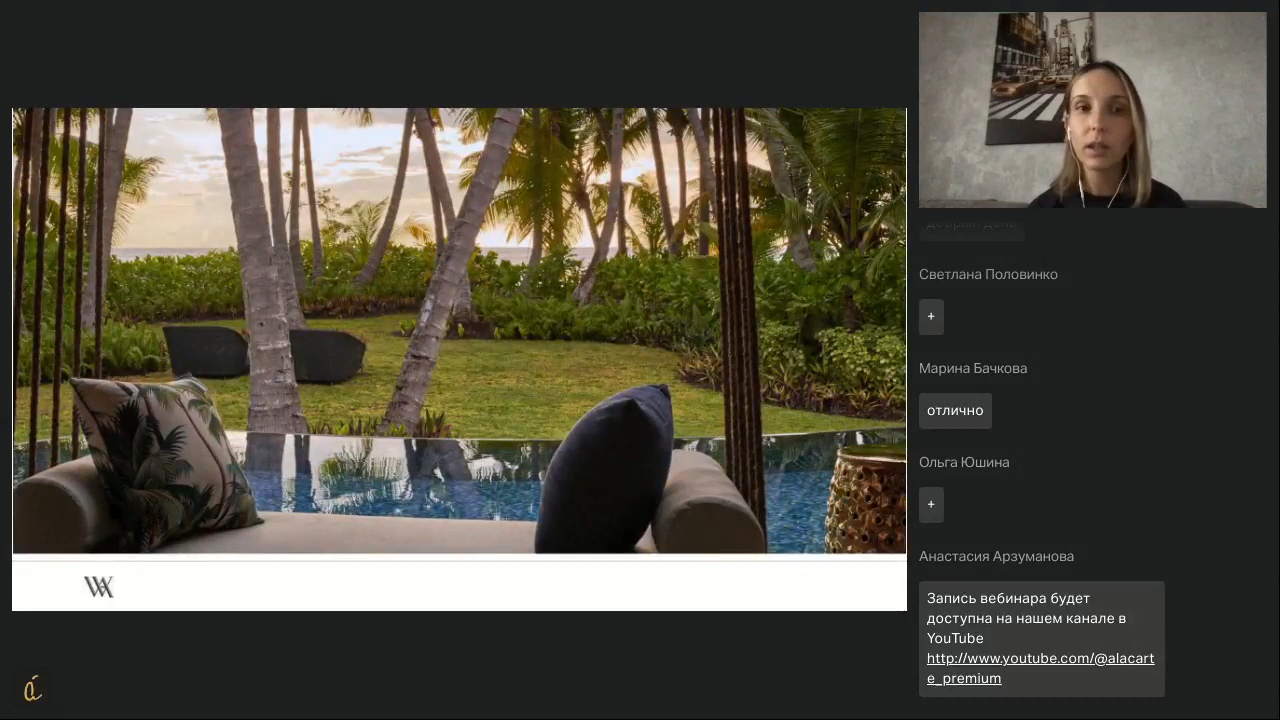 WA
Светлана Половинко
+
Марина Бачкова
отлично
Ольга Юшина
+
Анастасия Арзуманова
Запись вебинара будет
доступна на нашем канале в
YouTube
http://www.youtube.com/@alacart
e_premium
á